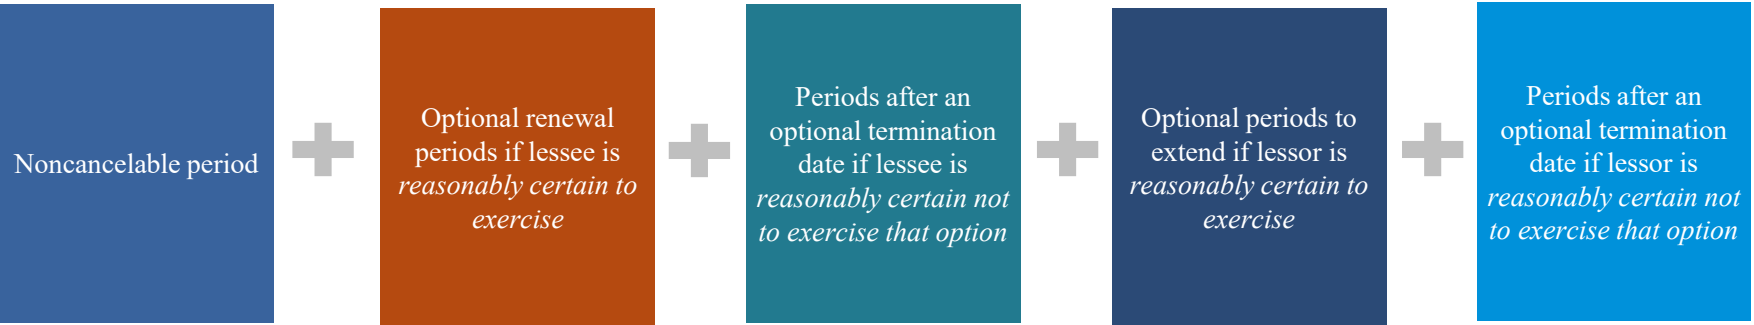 Noncancelable period
Optional renewal
periods if lessee is
reasonably certain to
exercise
Periods after an
optional termination
date if lessee is
reasonably certain not
to exercise that option
Optional periods to
extend if lessor is
reasonably certain to
exercise
Periods after an
optional termination
date if lessor is
reasonably certain not
to exercise that option